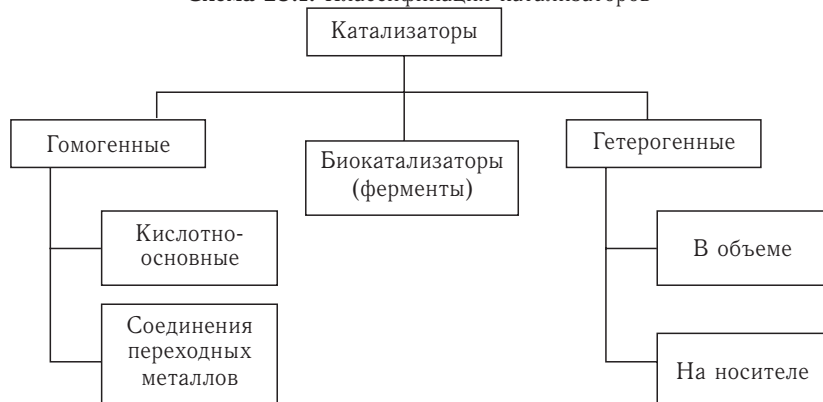 Катализаторы
Гомогенные
Биокатализаторы
(ферменты)
Гетерогенные
Кислотно-
основные
В объеме
Соединения
переходных
металлов
На носителе